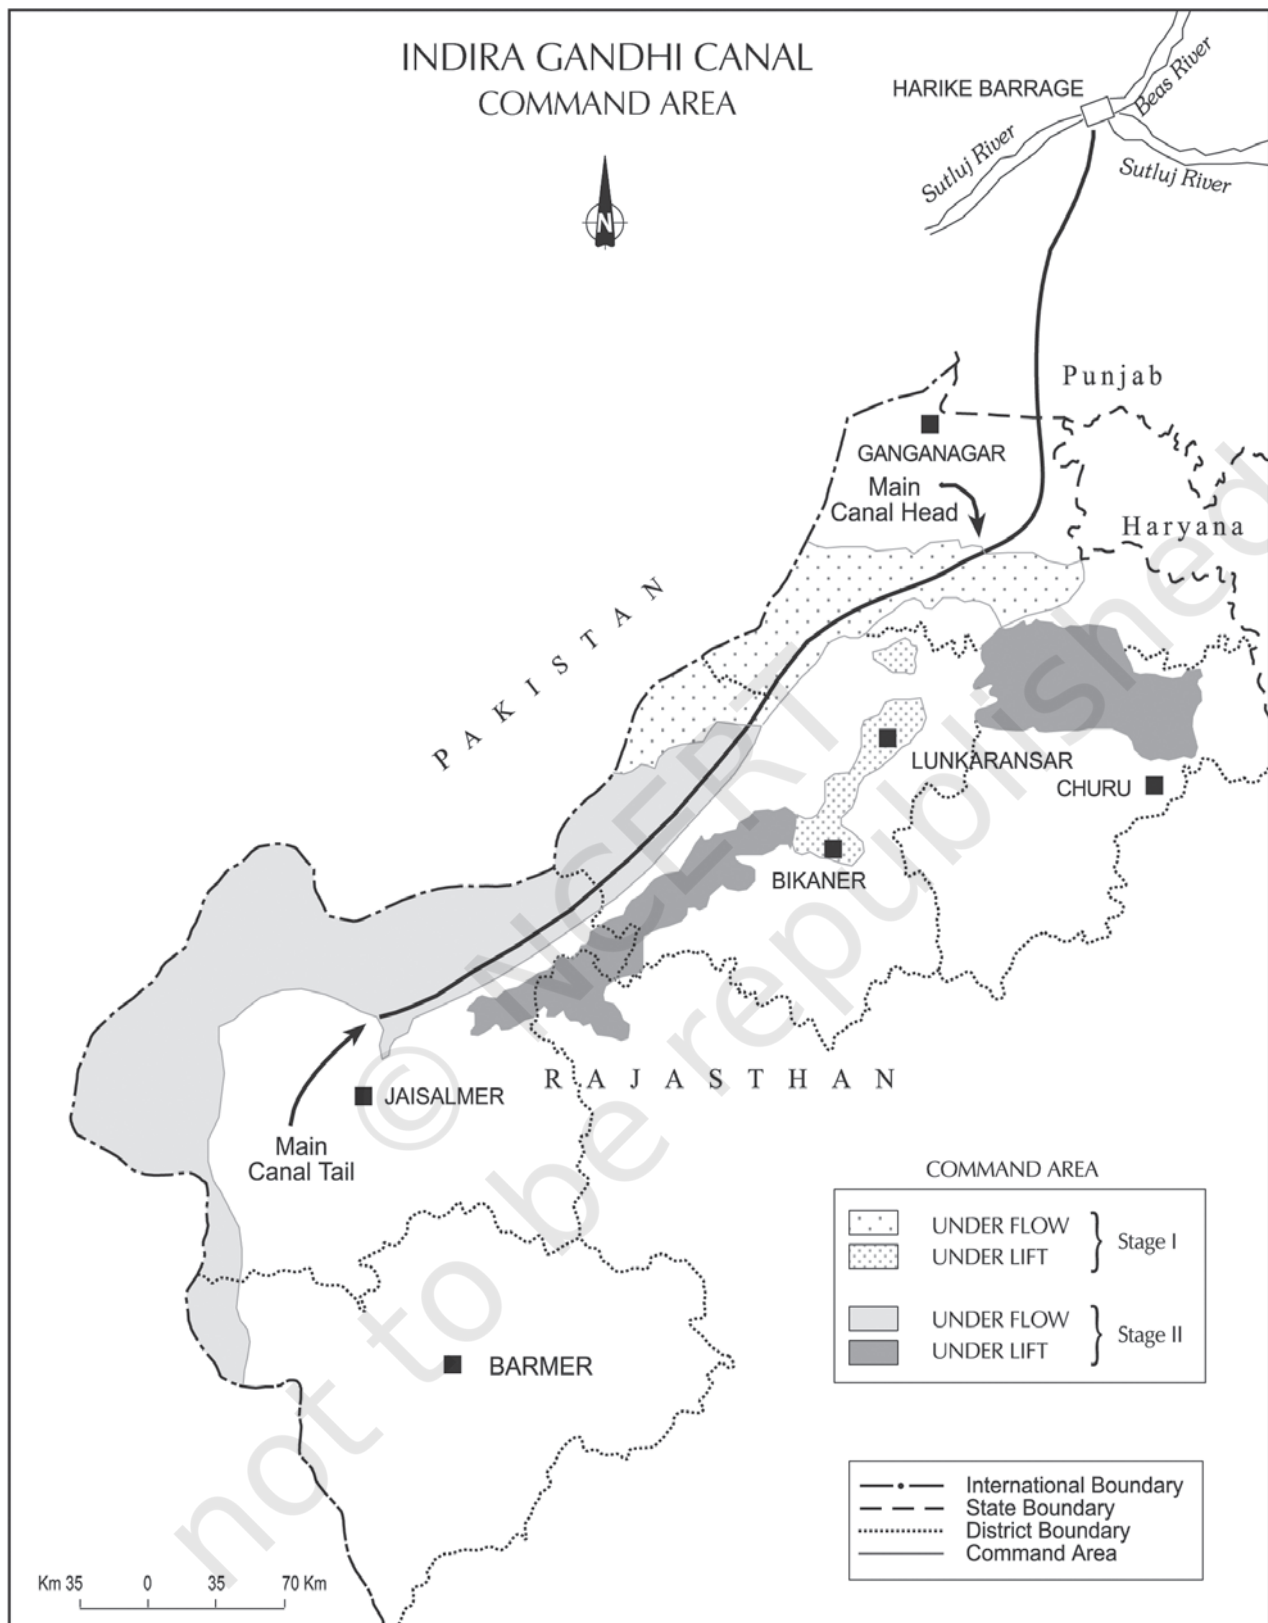 INDIRA GANDHI CANAL
COMMAND AREA
HARIKE BARRAGE
Beas River
Sutluj River
Sutluj River
N
Punjab
GANGANAGAR
Main
Canal Head
Haryana
PAKISTAN
LUNKARANSAR
CHURU
BIKANER
RAJASTHAN
JAISALMER
Main
Canal Tail
BARMER
COMMAND AREA
UNDER FLOW
UNDER LIFT
Stage I
UNDER FLOW
UNDER LIFT
Stage II
International Boundary
State Boundary
District Boundary
Command Area
Km 35 0 35 70 Km
© NCERT
not to be republished